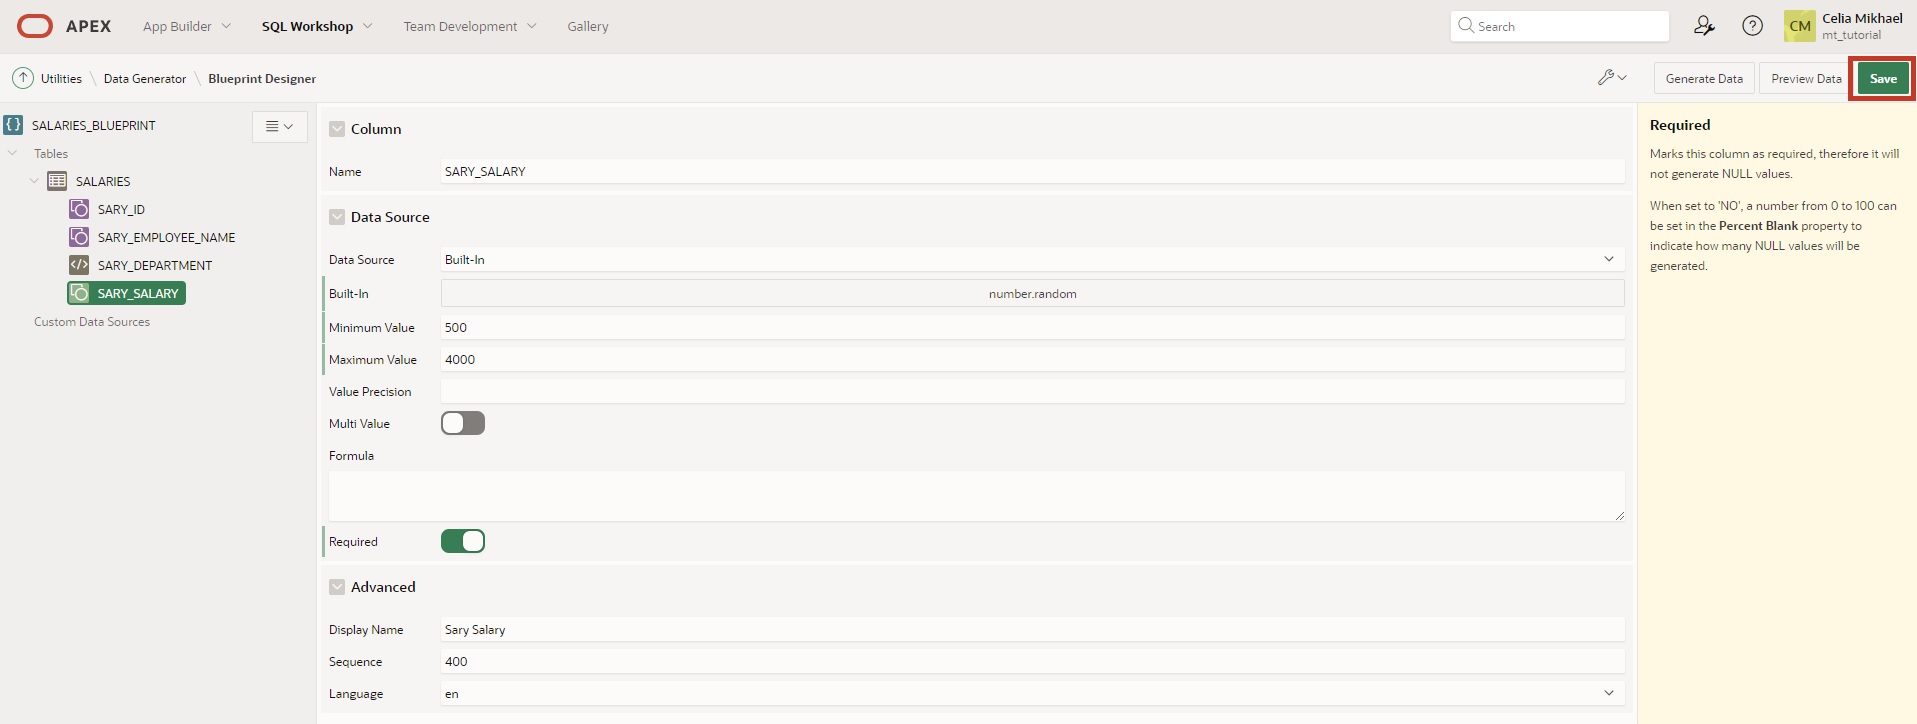 APEX
App Builder
SQL Workshop
Team Development
Gallery
Search
CM
Celia Mikhael
mt_tutorial
Utilities
Data Generator
Blueprint Designer
Generate Data
Preview Data
Save
SALARIES_BLUEPRINT
Tables
SALARIES
SARY_ID
SARY_EMPLOYEE_NAME
SARY_DEPARTMENT
SARY_SALARY
Custom Data Sources
Column
Name SARY_SALARY
Data Source
Data Source Built-In
Built-In number.random
Minimum Value 500
Maximum Value 4000
Value Precision
Multi Value
Formula
Required
Advanced
Display Name Sary Salary
Sequence 400
Language en
Required
Marks this column as required, therefore it will
not generate NULL values.
When set to 'NO', a number from 0 to 100 can
be set in the Percent Blank property to
indicate how many NULL values will be
generated.